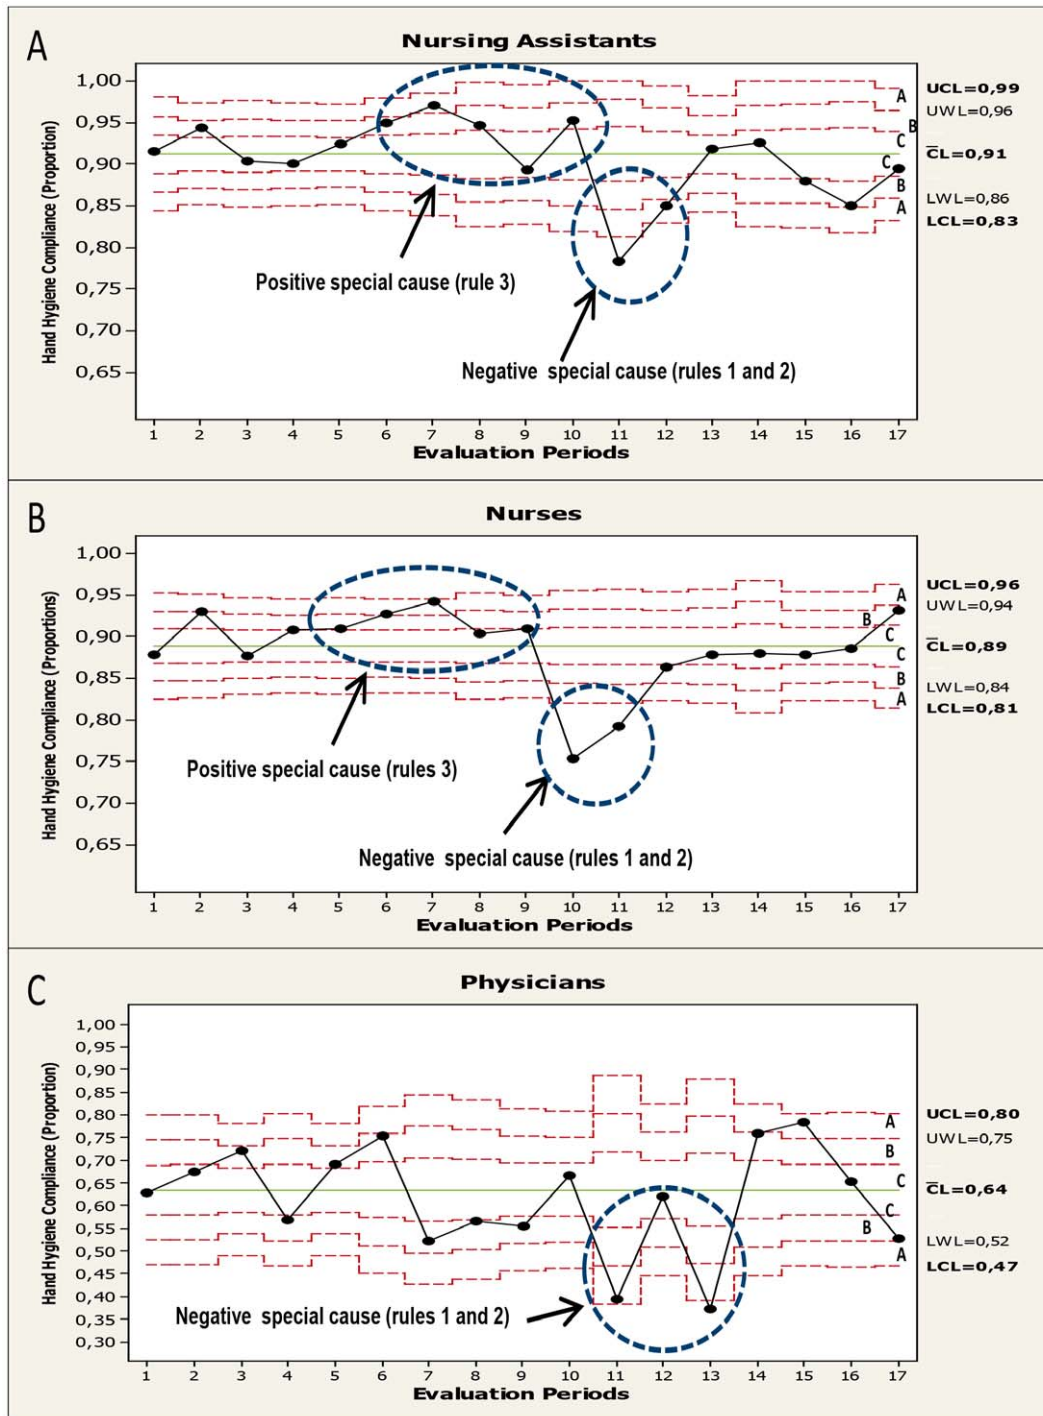 A
Nursing Assistants
Hand Hygiene Compliance (Proportion)
1,00
0,95
0,90
0,85
0,80
0,75
0,70
0,65
UCL=0,99
A
UWL=0,96
B
C
C̅L=0,91
C
B
LWL=0,86
A
LCL=0,83
Positive special cause (rule 3)
Negative special cause (rules 1 and 2)
1 2 3 4 5 6 7 8 9 10 11 12 13 14 15 16 17
Evaluation Periods
B
Nurses
Hand Hygiene Compliance (Proportions)
1,00
0,95
0,90
0,85
0,80
0,75
0,70
0,65
UCL=0,96
A
UWL=0,94
B
C
C̅L=0,89
C
B
LWL=0,84
A
LCL=0,81
Positive special cause (rules 3)
Negative special cause (rules 1 and 2)
1 2 3 4 5 6 7 8 9 10 11 12 13 14 15 16 17
Evaluation Periods
C
Physicians
Hand Hygiene Compliance (Proportion)
1,00
0,95
0,90
0,85
0,80
0,75
0,70
0,65
0,60
0,55
0,50
0,45
0,40
0,35
0,30
UCL=0,80
A
UWL=0,75
B
C
C̅L=0,64
C
B
LWL=0,52
A
LCL=0,47
Negative special cause (rules 1 and 2)
1 2 3 4 5 6 7 8 9 10 11 12 13 14 15 16 17
Evaluation Periods